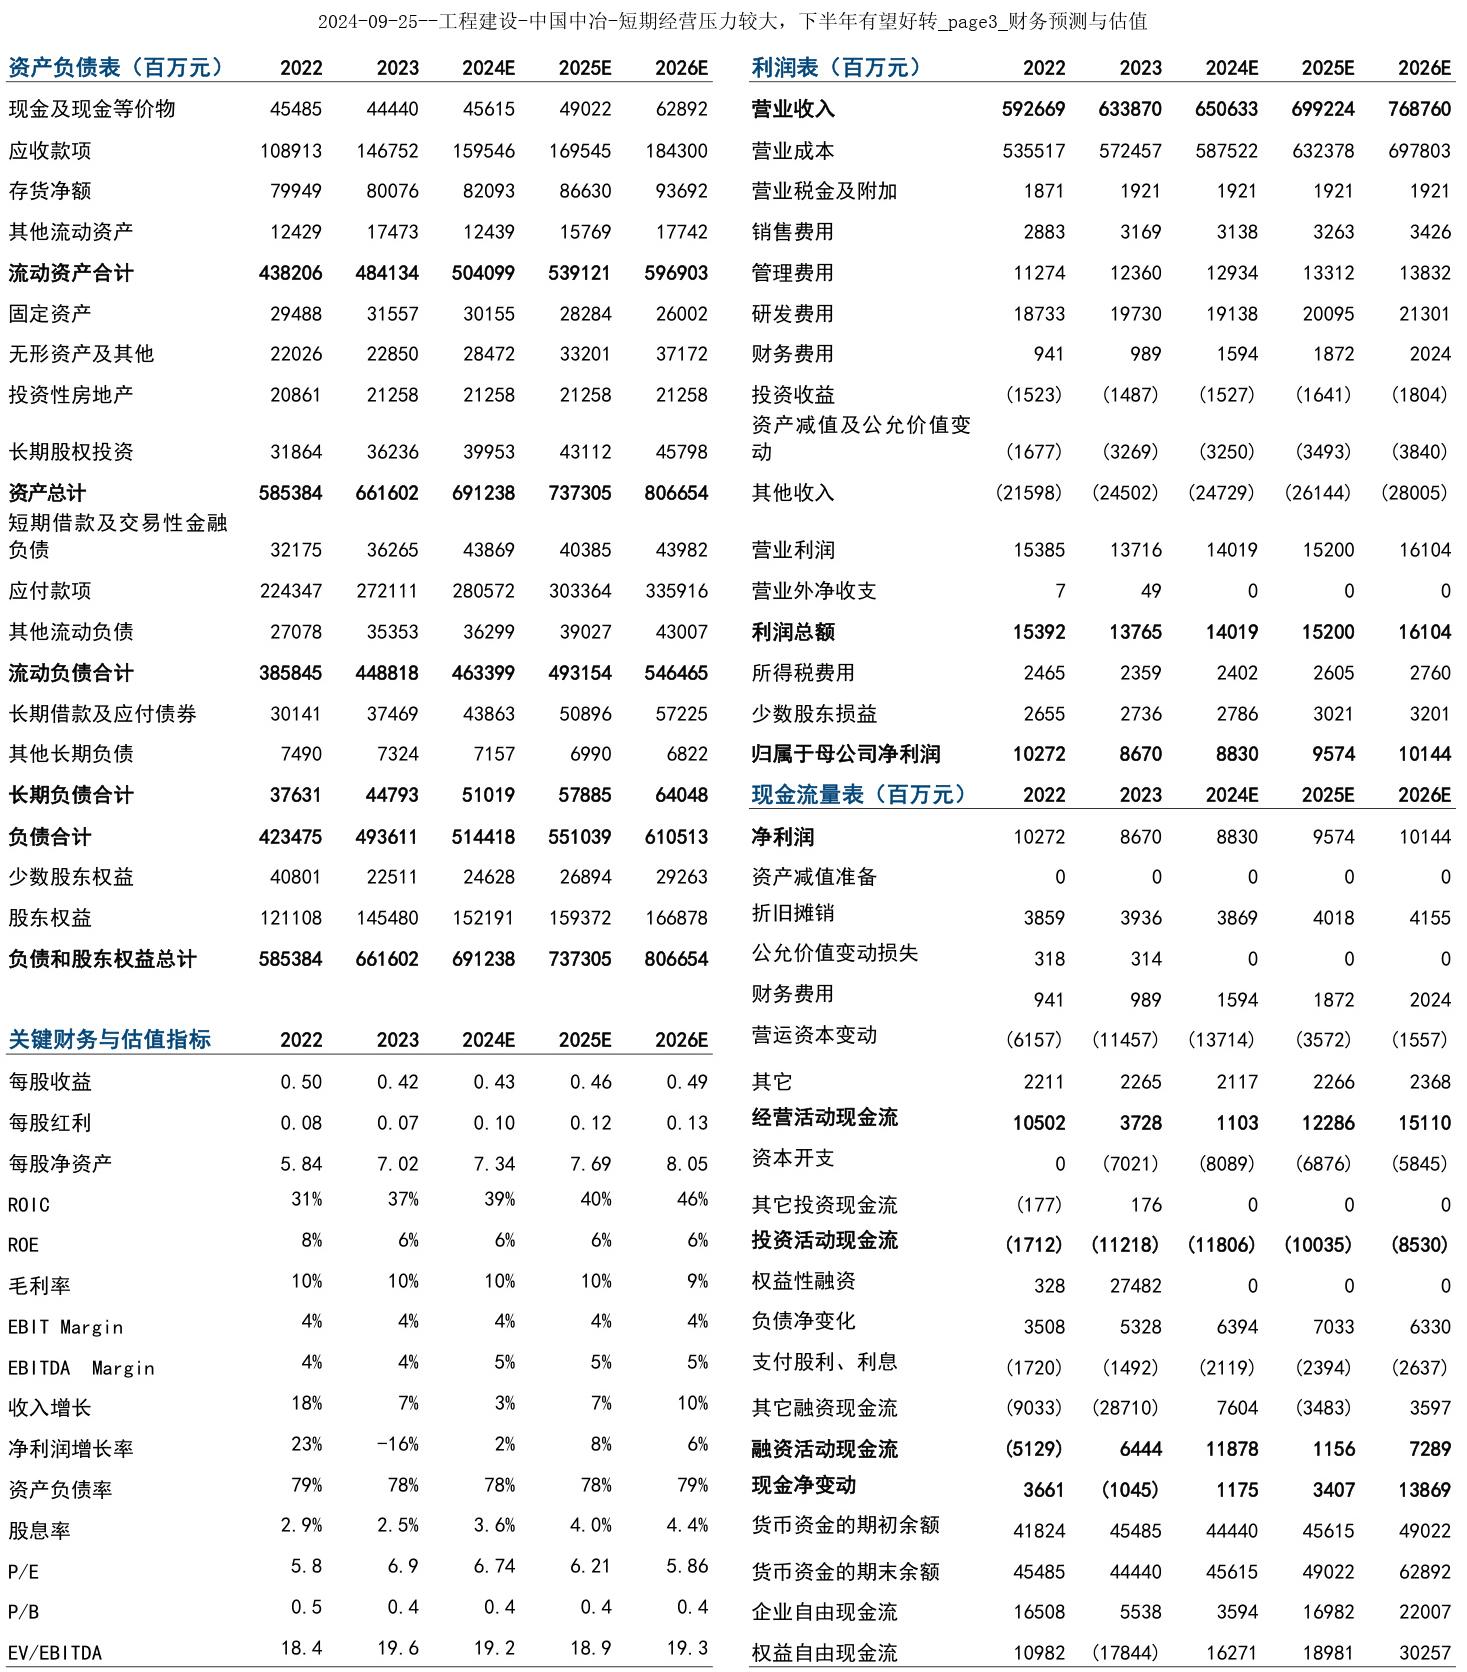 2024-09-25--工程建设-中国中冶-短期经营压力较大，下半年有望好转_page3_财务预测与估值
资产负债表（百万元） 2022 2023 2024E 2025E 2026E
现金及现金等价物 45485 44440 45615 49022 62892
应收款项 108913 146752 159546 169545 184300
存货净额 79949 80076 82093 86630 93692
其他流动资产 12429 17473 12439 15769 17742
流动资产合计 438206 484134 504099 539121 596903
固定资产 29488 31557 30155 28284 26002
无形资产及其他 22026 22850 28472 33201 37172
投资性房地产 20861 21258 21258 21258 21258
长期股权投资 31864 36236 39953 43112 45798
资产总计 585384 661602 691238 737305 806654
短期借款及交易性金融
负债 32175 36265 43869 40385 43982
应付款项 224347 272111 280572 303364 335916
其他流动负债 27078 35353 36299 39027 43007
流动负债合计 385845 448818 463399 493154 546465
长期借款及应付债券 30141 37469 43863 50896 57225
其他长期负债 7490 7324 7157 6990 6822
长期负债合计 37631 44793 51019 57885 64048
负债合计 423475 493611 514418 551039 610513
少数股东权益 40801 22511 24628 26894 29263
股东权益 121108 145480 152191 159372 166878
负债和股东权益总计 585384 661602 691238 737305 806654
关键财务与估值指标 2022 2023 2024E 2025E 2026E
每股收益 0.50 0.42 0.43 0.46 0.49
每股红利 0.08 0.07 0.10 0.12 0.13
每股净资产 5.84 7.02 7.34 7.69 8.05
ROIC 31% 37% 39% 40% 46%
ROE 8% 6% 6% 6% 6%
毛利率 10% 10% 10% 10% 9%
EBIT Margin 4% 4% 4% 4% 4%
EBITDA Margin 4% 4% 5% 5% 5%
收入增长 18% 7% 3% 7% 10%
净利润增长率 23% -16% 2% 8% 6%
资产负债率 79% 78% 78% 78% 79%
股息率 2.9% 2.5% 3.6% 4.0% 4.4%
P/E 5.8 6.9 6.74 6.21 5.86
P/B 0.5 0.4 0.4 0.4 0.4
EV/EBITDA 18.4 19.6 19.2 18.9 19.3
利润表（百万元） 2022 2023 2024E 2025E 2026E
营业收入 592669 633870 650633 699224 768760
营业成本 535517 572457 587522 632378 697803
营业税金及附加 1871 1921 1921 1921 1921
销售费用 2883 3169 3138 3263 3426
管理费用 11274 12360 12934 13312 13832
研发费用 18733 19730 19138 20095 21301
财务费用 941 989 1594 1872 2024
投资收益 (1523) (1487) (1527) (1641) (1804)
资产减值及公允价值变
动 (1677) (3269) (3250) (3493) (3840)
其他收入 (21598) (24502) (24729) (26144) (28005)
营业利润 15385 13716 14019 15200 16104
营业外净收支 7 49 0 0 0
利润总额 15392 13765 14019 15200 16104
所得税费用 2465 2359 2402 2605 2760
少数股东损益 2655 2736 2786 3021 3201
归属于母公司净利润 10272 8670 8830 9574 10144
现金流量表（百万元） 2022 2023 2024E 2025E 2026E
净利润 10272 8670 8830 9574 10144
资产减值准备 0 0 0 0 0
折旧摊销 3859 3936 3869 4018 4155
公允价值变动损失 318 314 0 0 0
财务费用 941 989 1594 1872 2024
营运资本变动 (6157) (11457) (13714) (3572) (1557)
其它 2211 2265 2117 2266 2368
经营活动现金流 10502 3728 1103 12286 15110
资本开支 0 (7021) (8089) (6876) (5845)
其它投资现金流 (177) 176 0 0 0
投资活动现金流 (1712) (11218) (11806) (10035) (8530)
权益性融资 328 27482 0 0 0
负债净变化 3508 5328 6394 7033 6330
支付股利、利息 (1720) (1492) (2119) (2394) (2637)
其它融资现金流 (9033) (28710) 7604 (3483) 3597
融资活动现金流 (5129) 6444 11878 1156 7289
现金净变动 3661 (1045) 1175 3407 13869
货币资金的期初余额 41824 45485 44440 45615 49022
货币资金的期末余额 45485 44440 45615 49022 62892
企业自由现金流 16508 5538 3594 16982 22007
权益自由现金流 10982 (17844) 16271 18981 30257